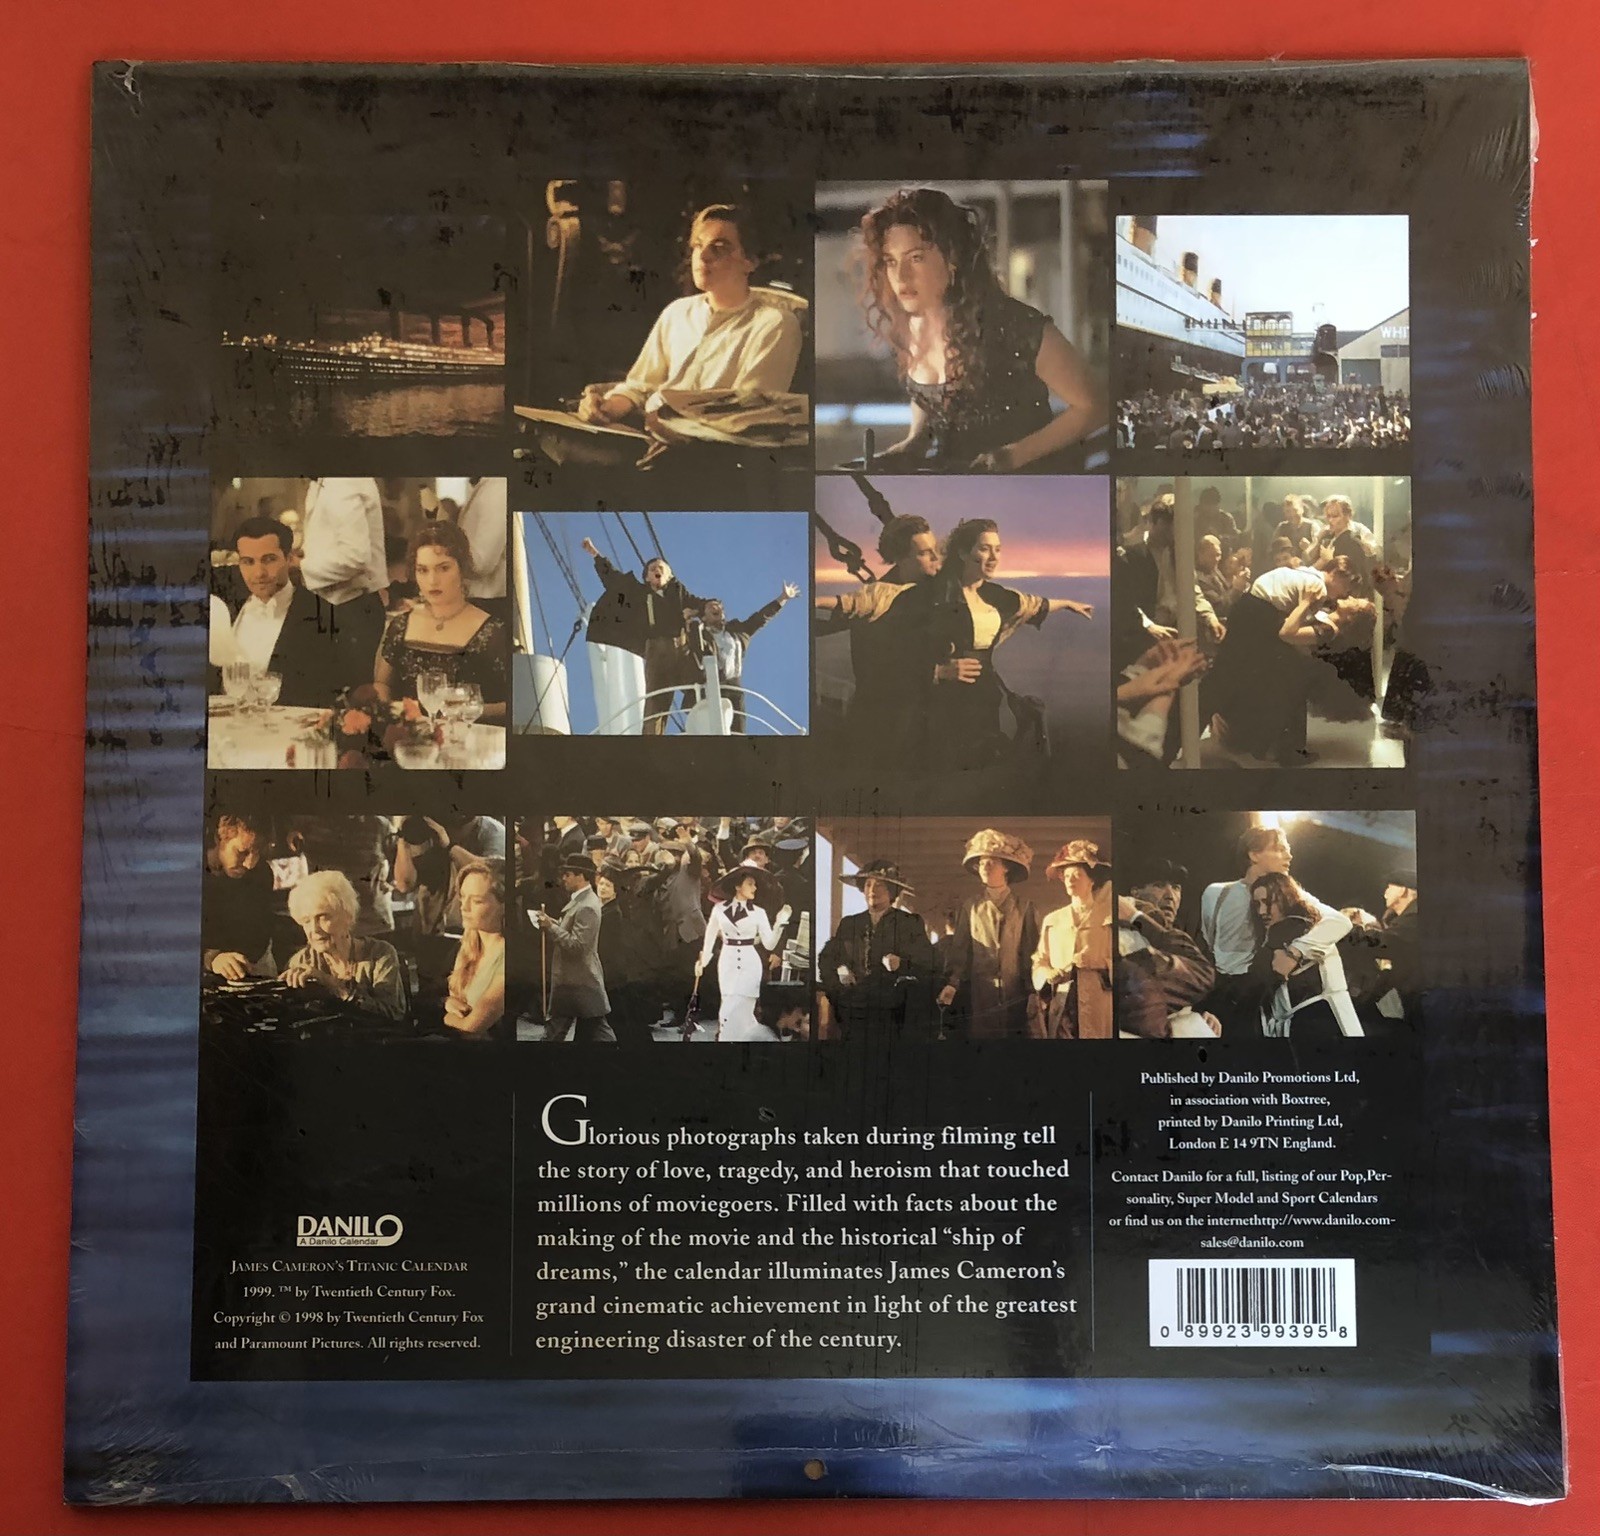 WHIT
DANILO
A Danilo Calendar
JAMES CAMERON'S TITANIC CALENDAR
1999. ™ by Twentieth Century Fox.
Copyright © 1998 by Twentieth Century Fox
and Paramount Pictures. All rights reserved.
Glorious photographs taken during filming tell
the story of love, tragedy, and heroism that touched
millions of moviegoers. Filled with facts about the
making of the movie and the historical “ship of
dreams,” the calendar illuminates James Cameron’s
grand cinematic achievement in light of the greatest
engineering disaster of the century.
Published by Danilo Promotions Ltd,
in association with Boxtree,
printed by Danilo Printing Ltd,
London E 14 9TN England.
Contact Danilo for a full, listing of our Pop,Per-
sonality, Super Model and Sport Calendars
or find us on the internethttp://www.danilo.com-
sales@danilo.com
0 89923 99395 8